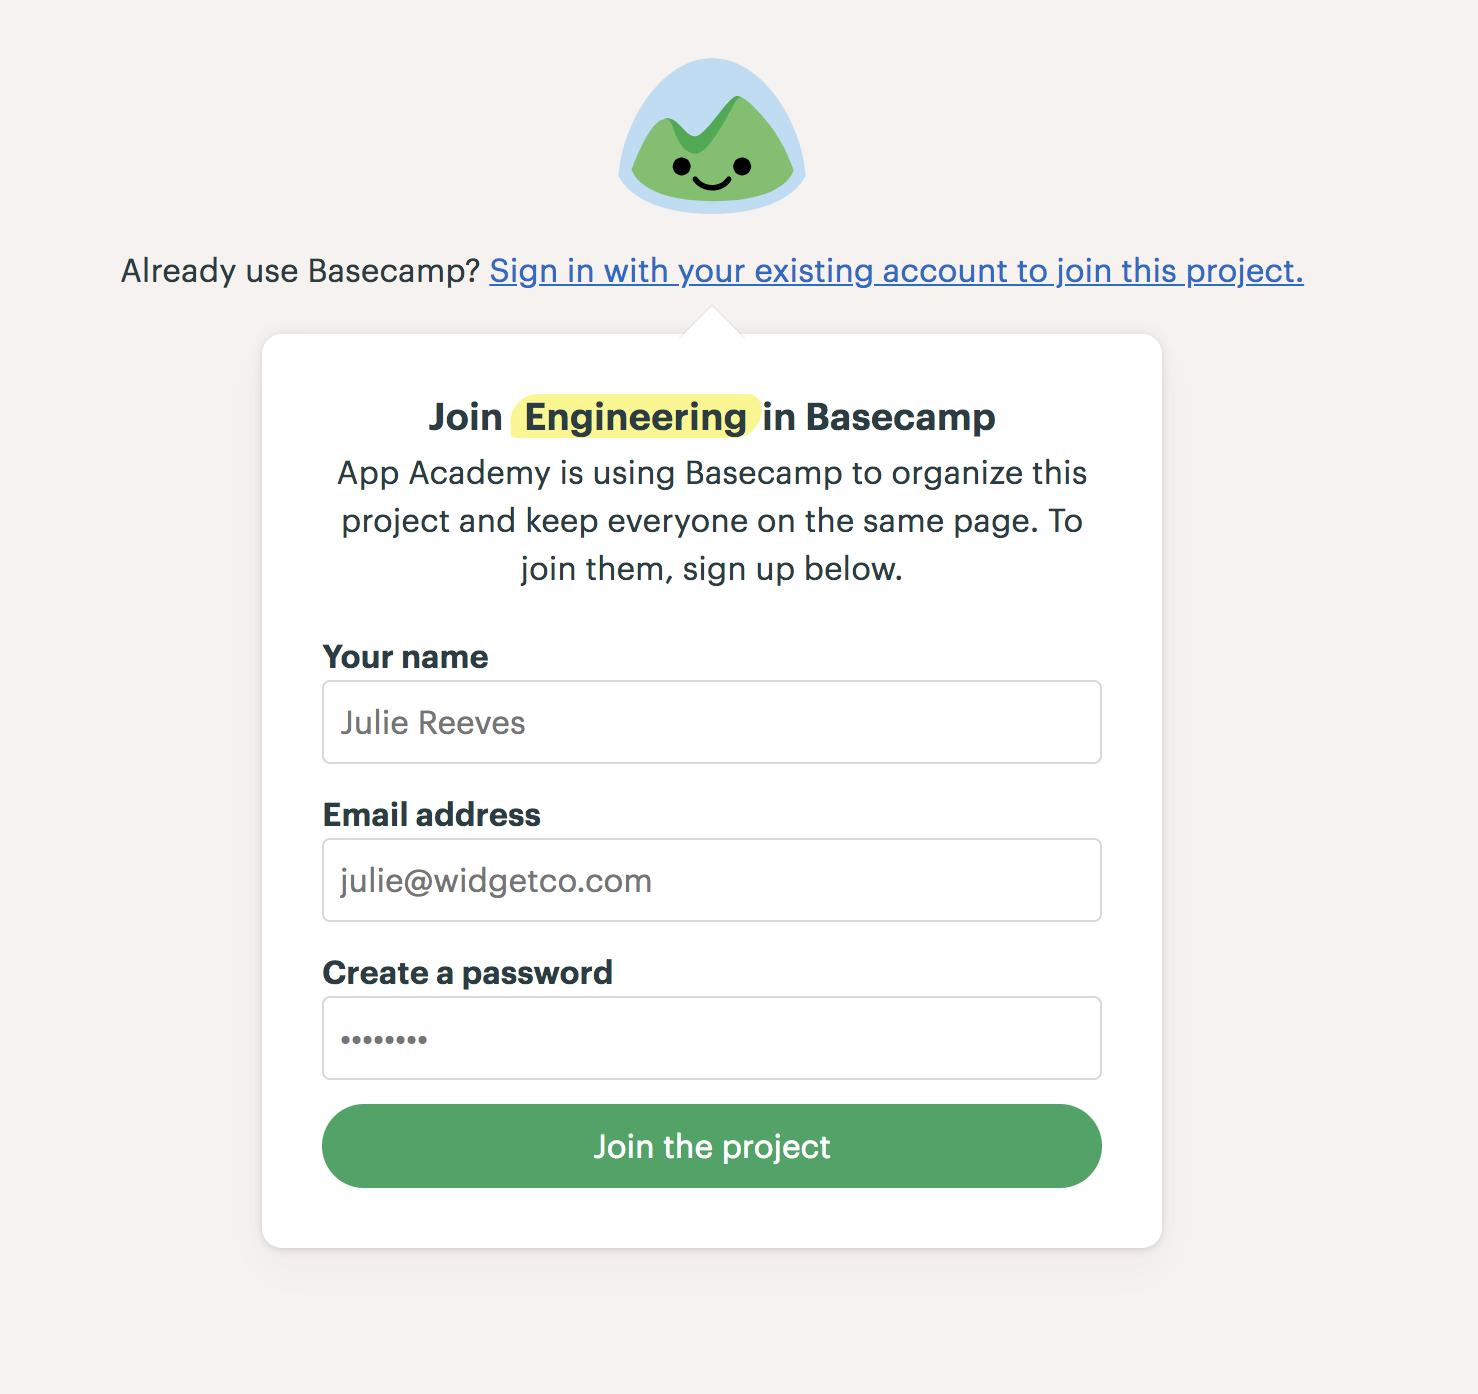 Already use Basecamp? Sign in with your existing account to join this project.
Join Engineering in Basecamp
App Academy is using Basecamp to organize this
project and keep everyone on the same page. To
join them, sign up below.
Your name
Julie Reeves
Email address
julie@widgetco.com
Create a password
••••••••
Join the project